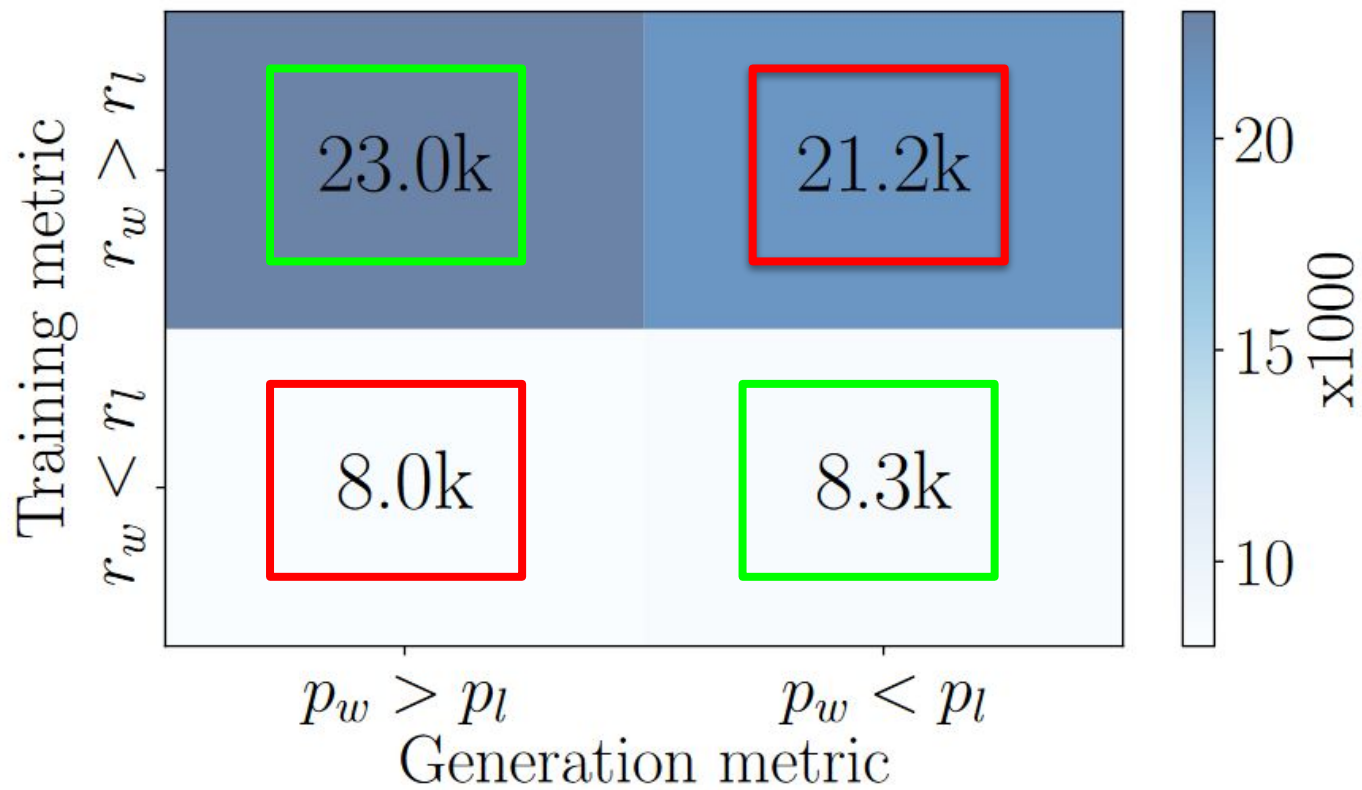 Training metric
r_w > r_l
r_w < r_l
23.0k
21.2k
8.0k
8.3k
p_w > p_l
p_w < p_l
Generation metric
20
15
10
x1000